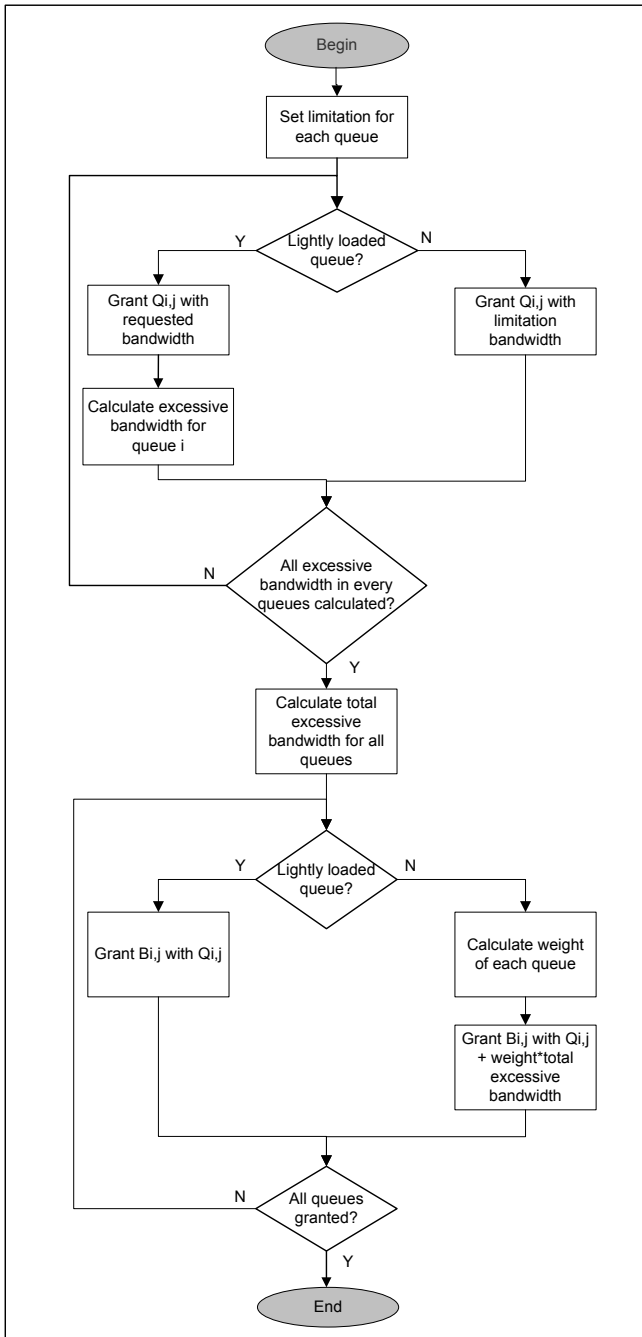 Begin
Set limitation for
each queue
Lightly loaded
queue?
Y
N
Grant Qi,j with
requested
bandwidth
Grant Qi,j with
limitation
bandwidth
Calculate excessive
bandwidth for
queue i
All excessive
bandwidth in every
queues calculated?
N
Y
Calculate total
excessive
bandwidth for all
queues
Lightly loaded
queue?
Y
N
Grant Bi,j with Qi,j
Calculate weight
of each queue
Grant Bi,j with Qi,j
+ weight*total
excessive
bandwidth
All queues
granted?
N
Y
End